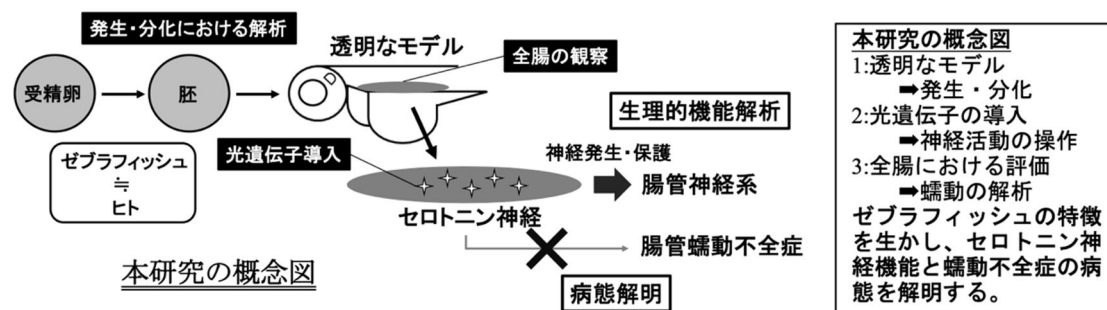 発生・分化における解析
透明なモデル
全腸の観察
受精卵
胚
生理的機能解析
光遺伝子導入
神経発生・保護
ゼブラフィッシュ
≒
ヒト
腸管神経系
セロトニン神経
腸管蠕動不全症
本研究の概念図
病態解明
本研究の概念図
1:透明なモデル
➡発生・分化
2:光遺伝子の導入
➡神経活動の操作
3:全腸における評価
➡蠕動の解析
ゼブラフィッシュの特徴
を生かし、セロトニン神
経機能と蠕動不全症の病
態を解明する。